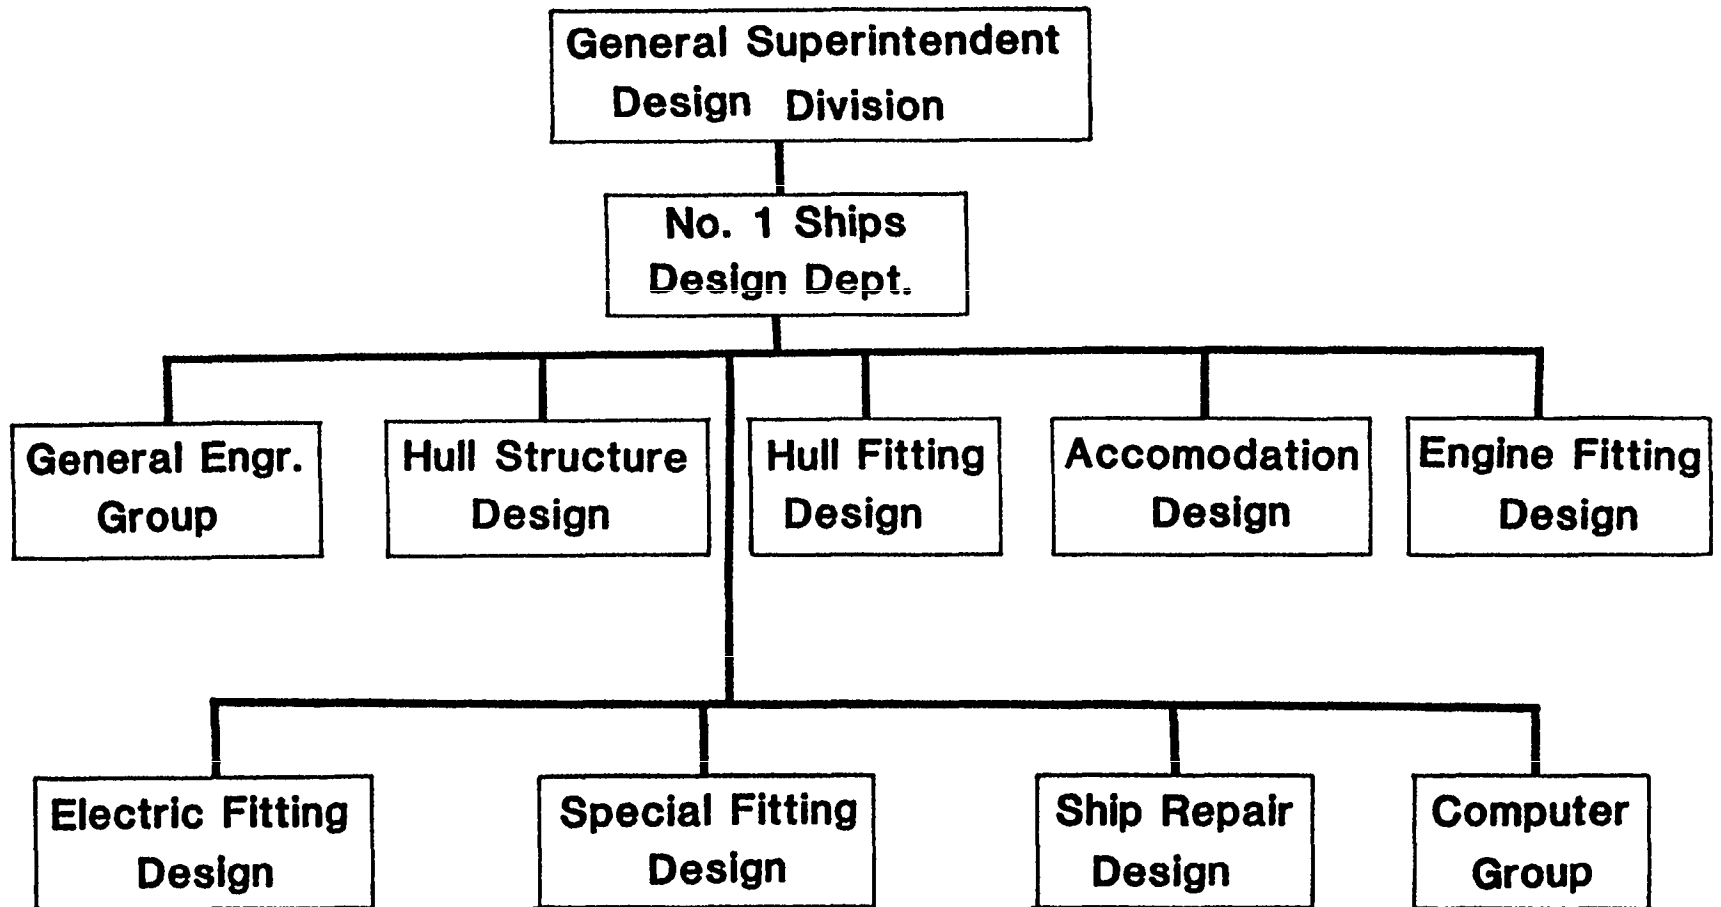 General Superintendent
Design Division
No. 1 Ships
Design Dept.
General Engr.
Group
Hull Structure
Design
Hull Fitting
Design
Accomodation
Design
Engine Fitting
Design
Electric Fitting
Design
Special Fitting
Design
Ship Repair
Design
Computer
Group